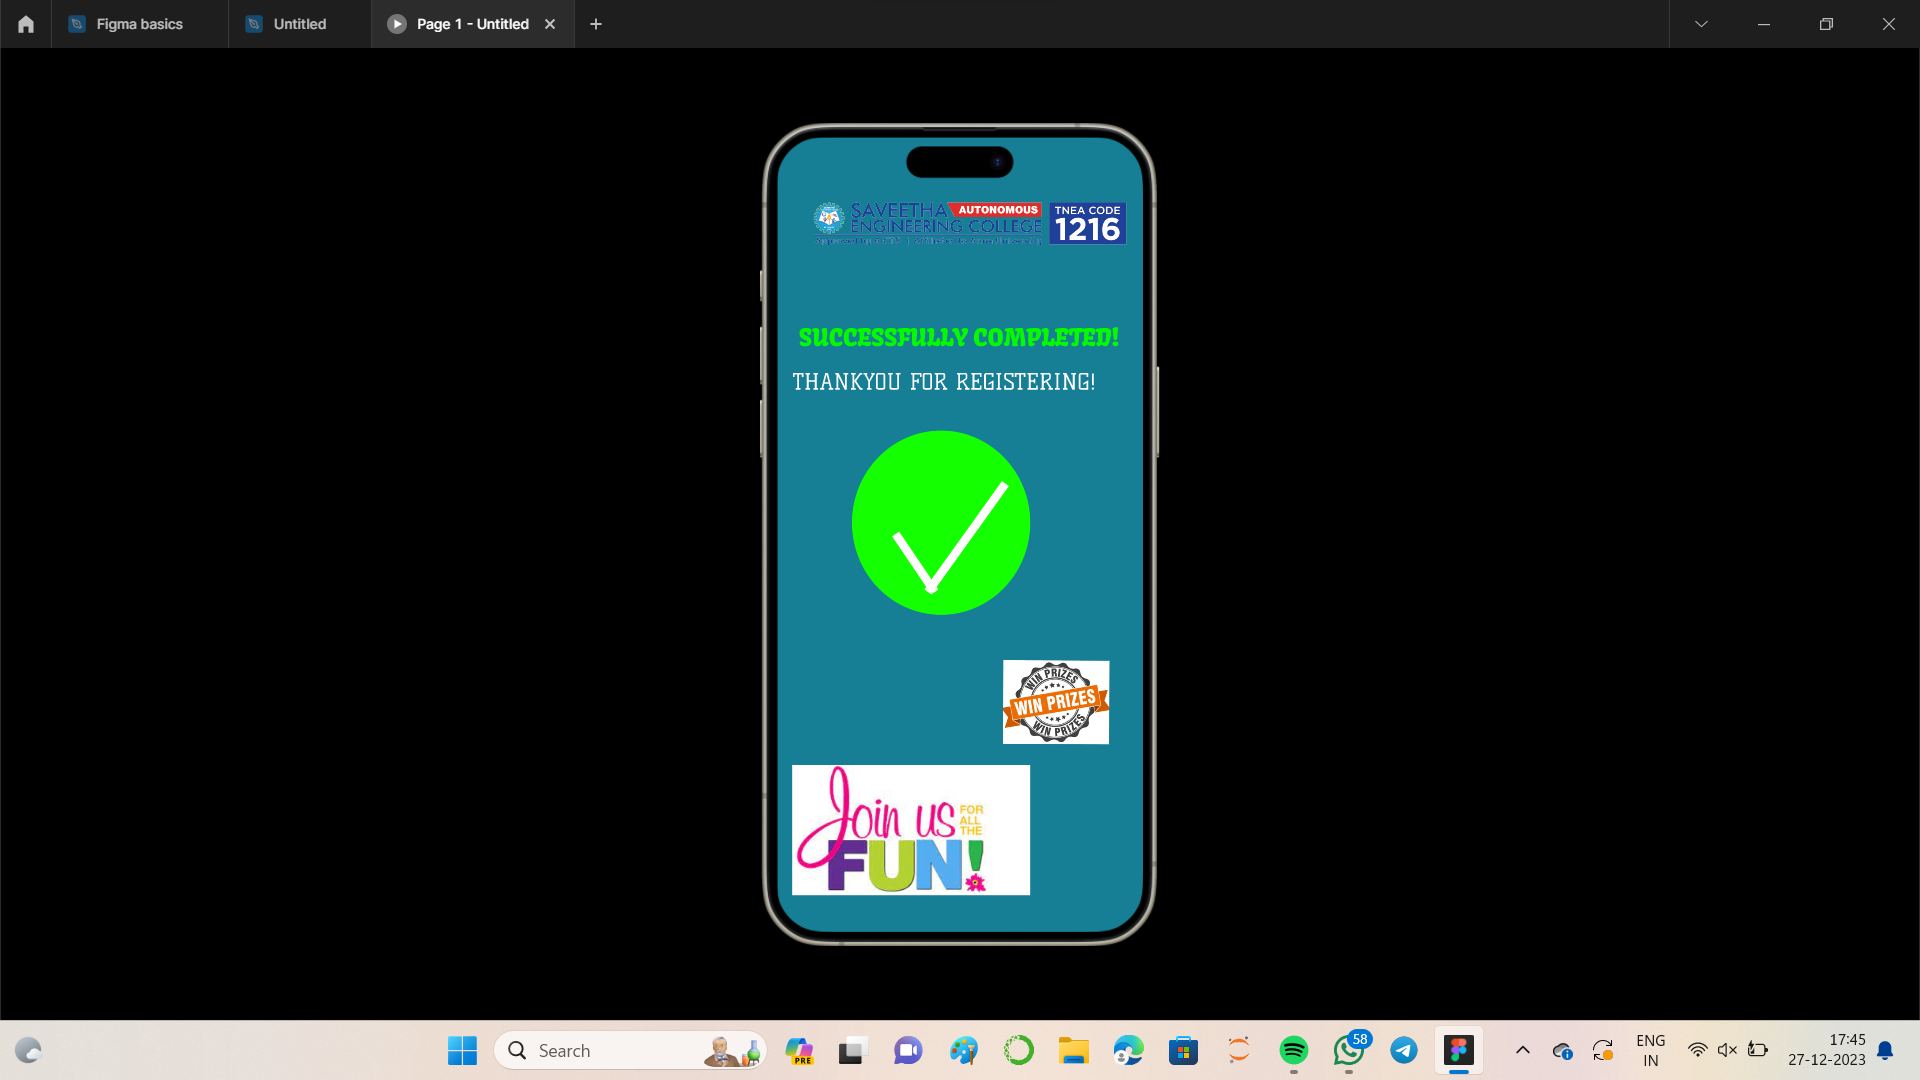 Figma basics
Untitled
Page 1 - Untitled
SAVEETHA AUTONOMOUS
ENGINEERING COLLEGE
TNEA CODE
1216
SUCCESSFULLY COMPLETED!
THANKYOU FOR REGISTERING!
WIN PRIZES
WIN PRIZES
WIN PRIZES
Join us FOR
ALL
THE
FUN!
Search
PRE
58
ENG
IN
17:45
27-12-2023